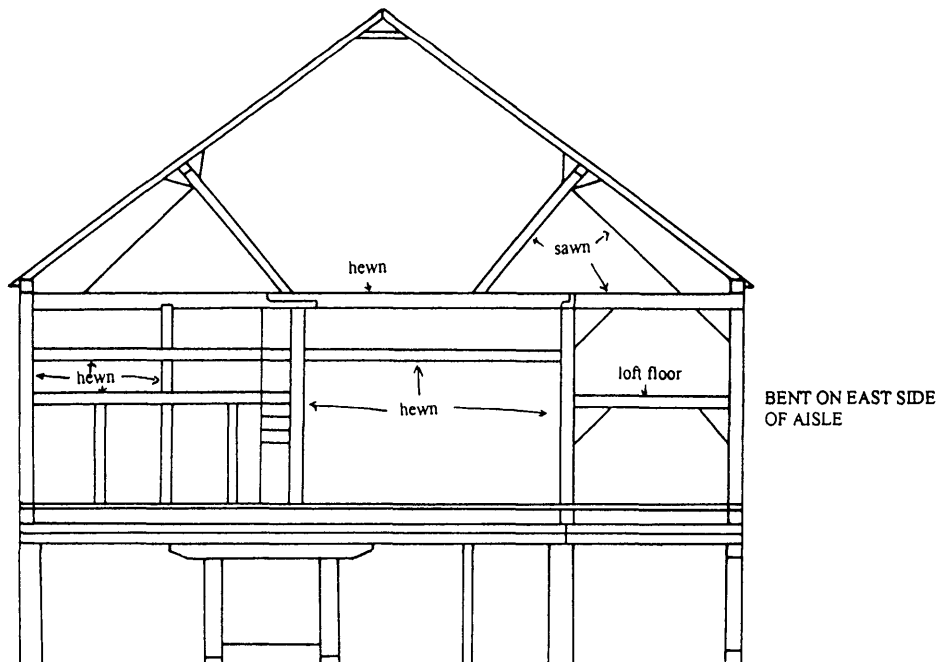 sawn
hewn
hewn
loft floor
hewn
BENT ON EAST SIDE
OF AISLE